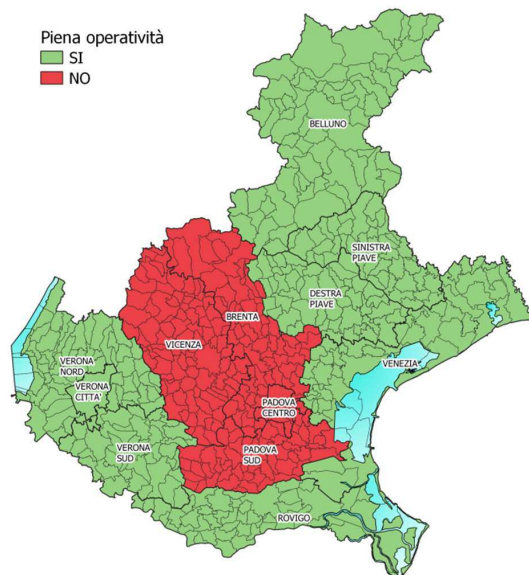 Piena operatività
SI
NO
BELLUNO
SINISTRA
PIAVE
DESTRA
PIAVE
BRENTA
VICENZA
VENEZIA
VERONA
NORD
VERONA
CITTA'
PADOVA
CENTRO
VERONA
SUD
PADOVA
SUD
ROVIGO